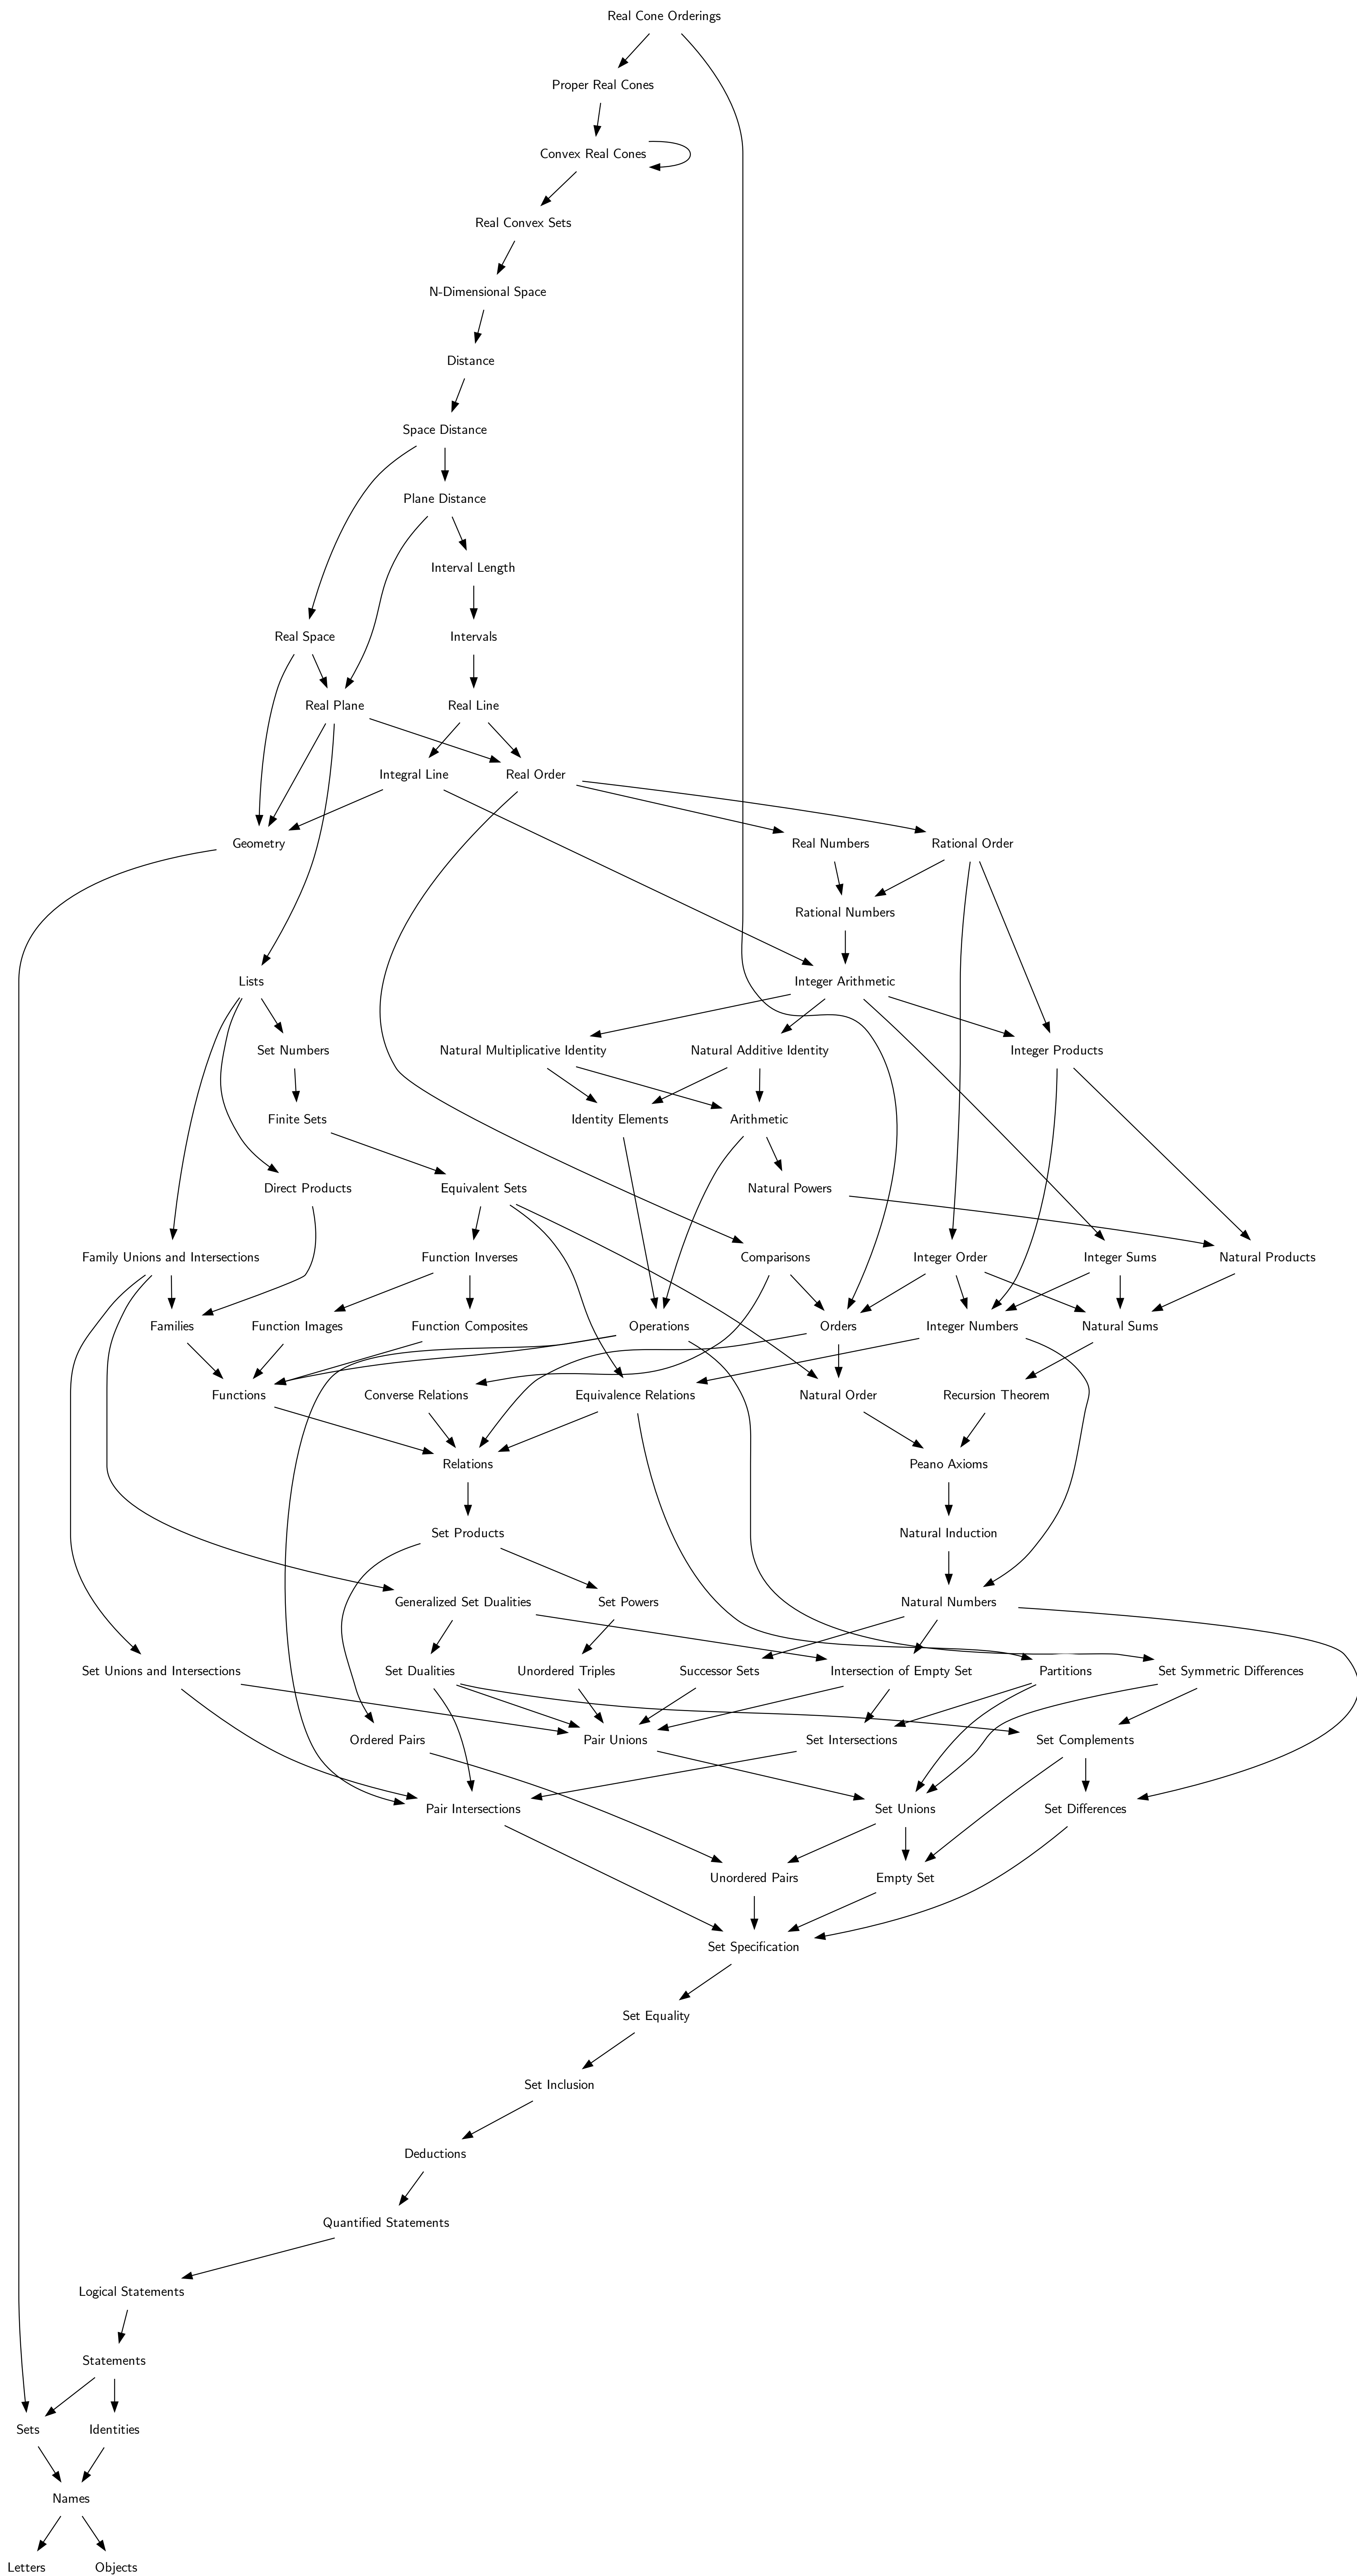 Real Cone Orderings
Proper Real Cones
Convex Real Cones
Real Convex Sets
N-Dimensional Space
Distance
Space Distance
Plane Distance
Interval Length
Real Space
Intervals
Real Plane
Real Line
Integral Line
Real Order
Geometry
Real Numbers
Rational Order
Rational Numbers
Lists
Integer Arithmetic
Set Numbers
Natural Multiplicative Identity
Natural Additive Identity
Integer Products
Finite Sets
Identity Elements
Arithmetic
Direct Products
Equivalent Sets
Natural Powers
Family Unions and Intersections
Function Inverses
Comparisons
Integer Order
Integer Sums
Natural Products
Families
Function Images
Function Composites
Operations
Orders
Integer Numbers
Natural Sums
Functions
Converse Relations
Equivalence Relations
Natural Order
Recursion Theorem
Relations
Peano Axioms
Set Products
Natural Induction
Generalized Set Dualities
Set Powers
Natural Numbers
Set Unions and Intersections
Set Dualities
Unordered Triples
Successor Sets
Intersection of Empty Set
Partitions
Set Symmetric Differences
Ordered Pairs
Pair Unions
Set Intersections
Set Complements
Pair Intersections
Set Unions
Set Differences
Unordered Pairs
Empty Set
Set Specification
Set Equality
Set Inclusion
Deductions
Quantified Statements
Logical Statements
Statements
Sets
Identities
Names
Letters
Objects